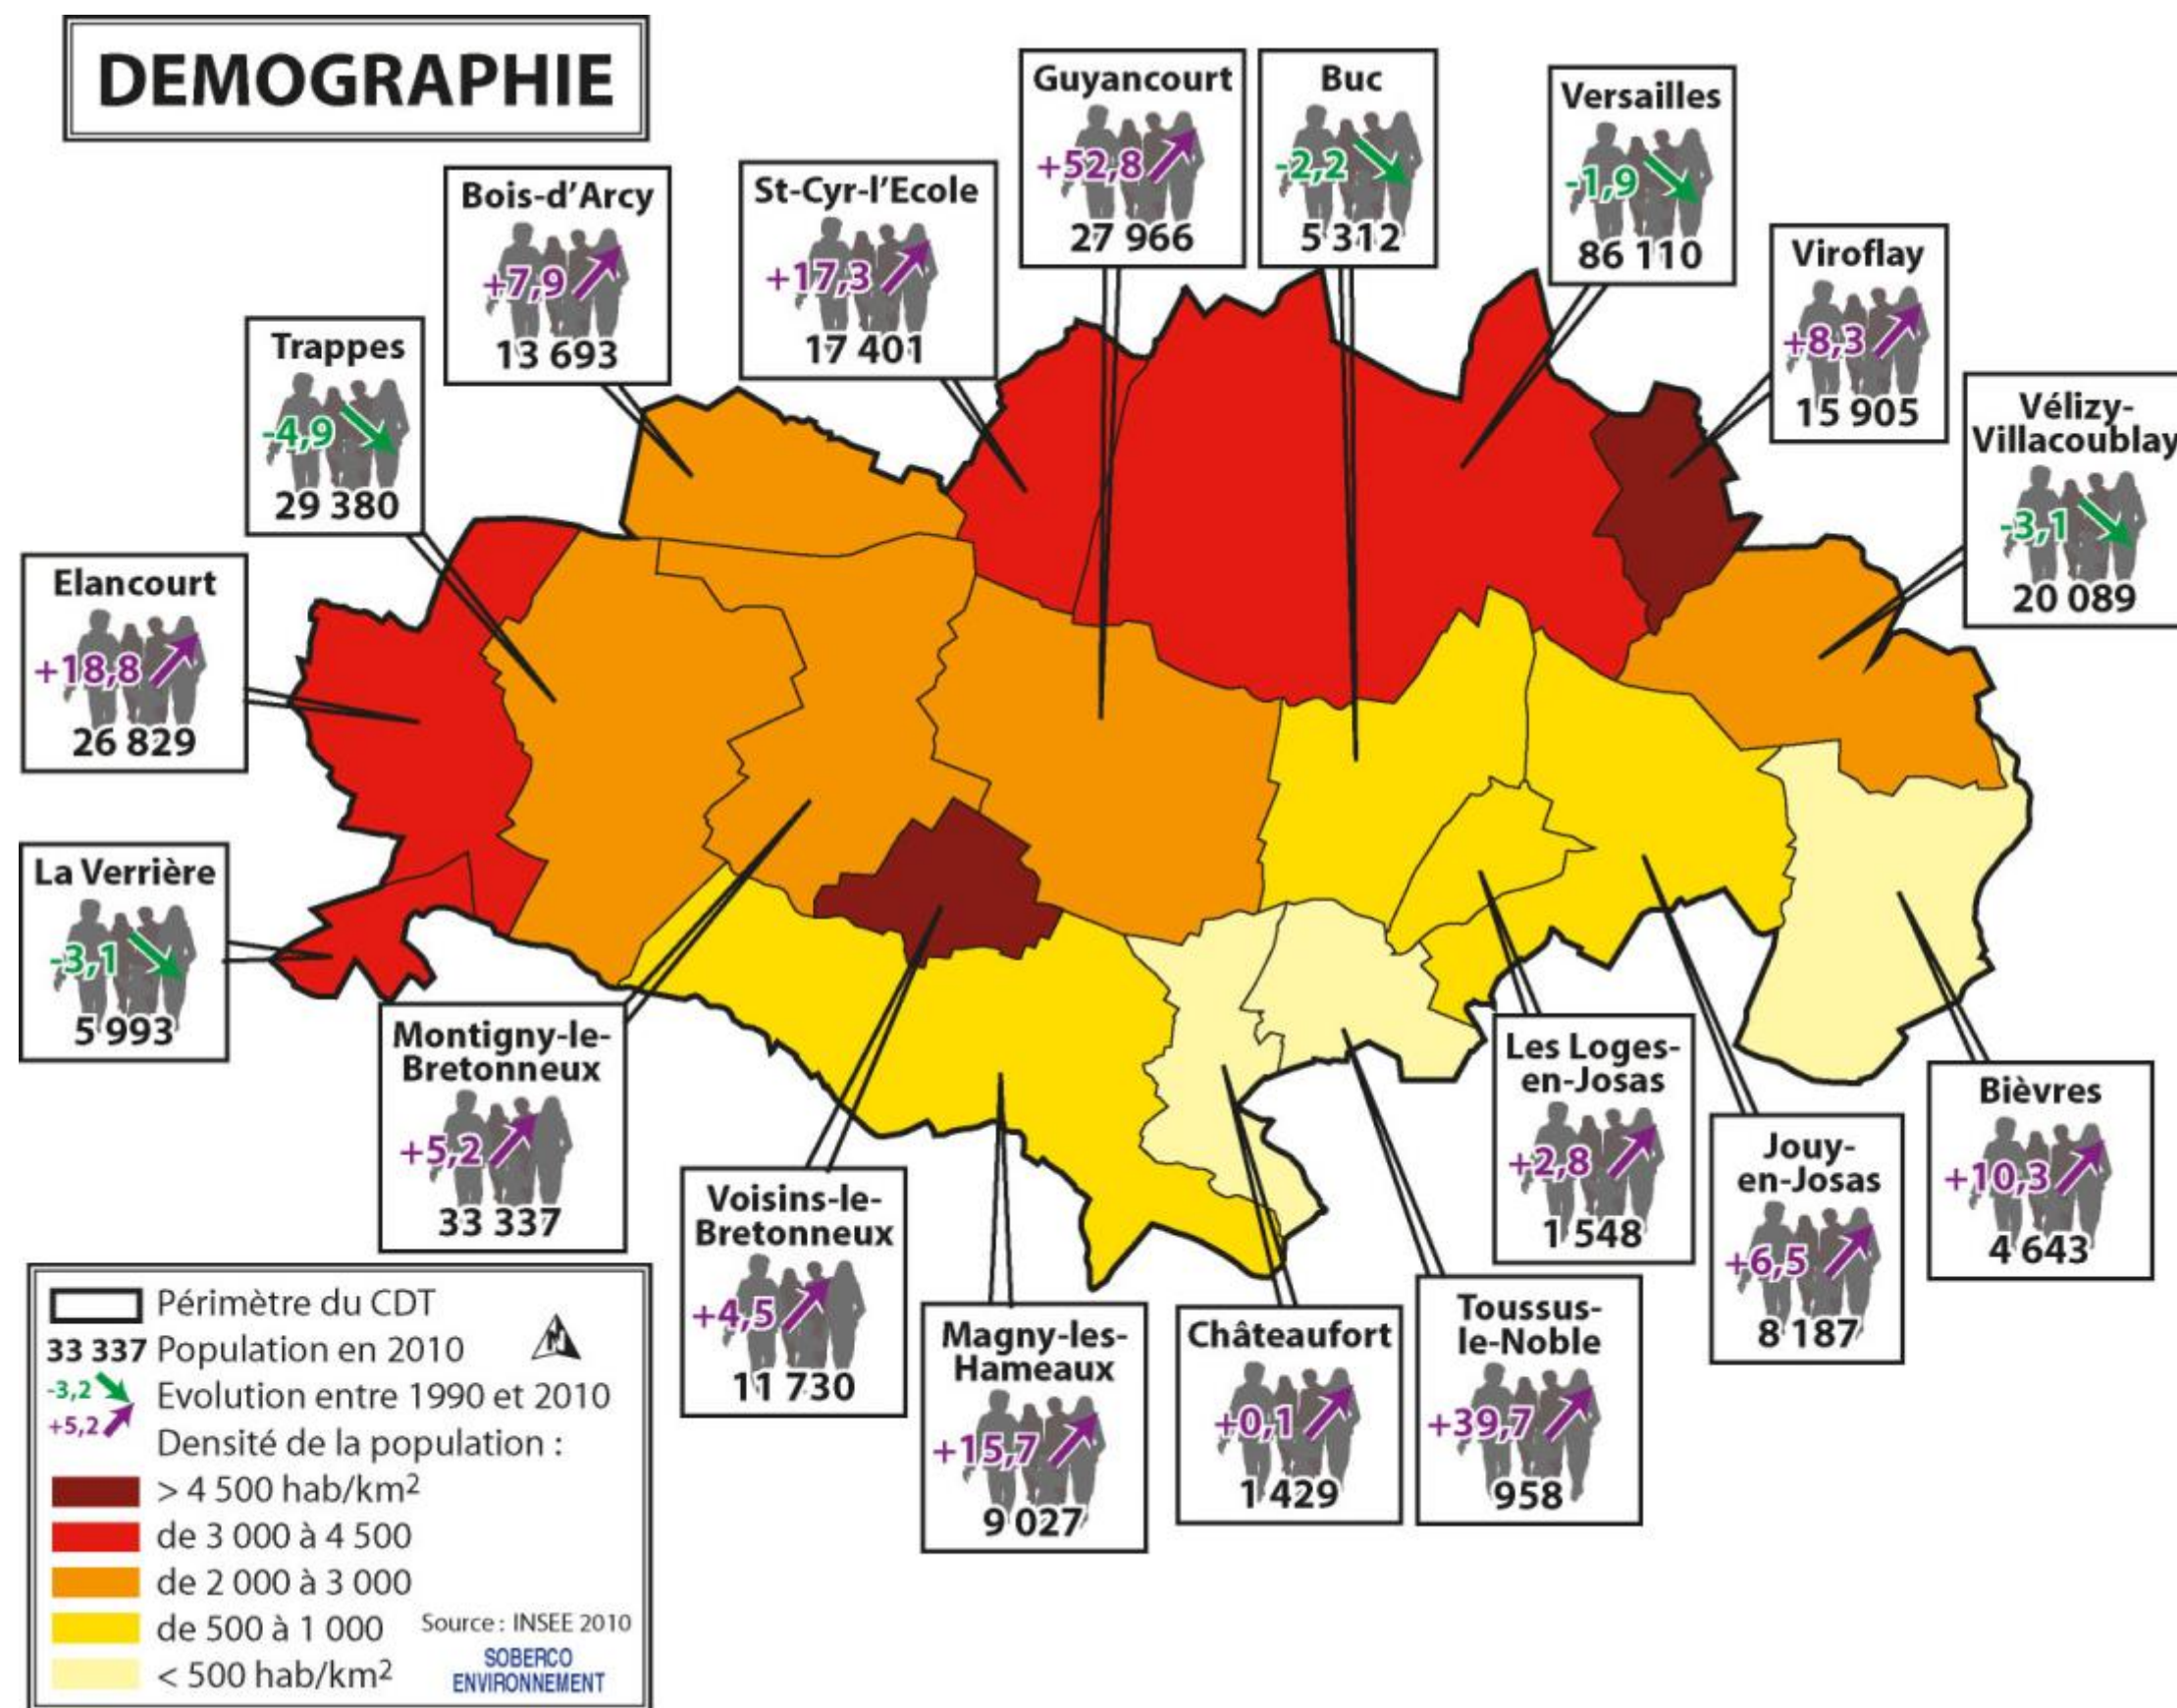 DEMOGRAPHIE
Guyancourt
+52,8
27 966
Buc
-2,2
5 312
Versailles
-1,9
86 110
Bois-d'Arcy
+7,9
13 693
St-Cyr-l'Ecole
+17,3
17 401
Viroflay
+8,3
15 905
Trappes
-4,9
29 380
Vélizy-
Villacoublay
-3,1
20 089
Elancourt
+18,8
26 829
La Verrière
-3,1
5 993
Montigny-le-
Bretonneux
+5,2
33 337
Voisins-le-
Bretonneux
+4,5
11 730
Magny-les-
Hameaux
+15,7
9 027
Châteaufort
+0,1
1 429
Toussus-
le-Noble
+39,7
958
Les Loges-
en-Josas
+2,8
1 548
Jouy-
en-Josas
+6,5
8 187
Bièvres
+10,3
4 643
Périmètre du CDT
33 337 Population en 2010
N
-3,2 Evolution entre 1990 et 2010
+5,2
Densité de la population :
> 4 500 hab/km²
de 3 000 à 4 500
de 2 000 à 3 000
de 500 à 1 000
< 500 hab/km²
Source : INSEE 2010
SOBERCO
ENVIRONNEMENT